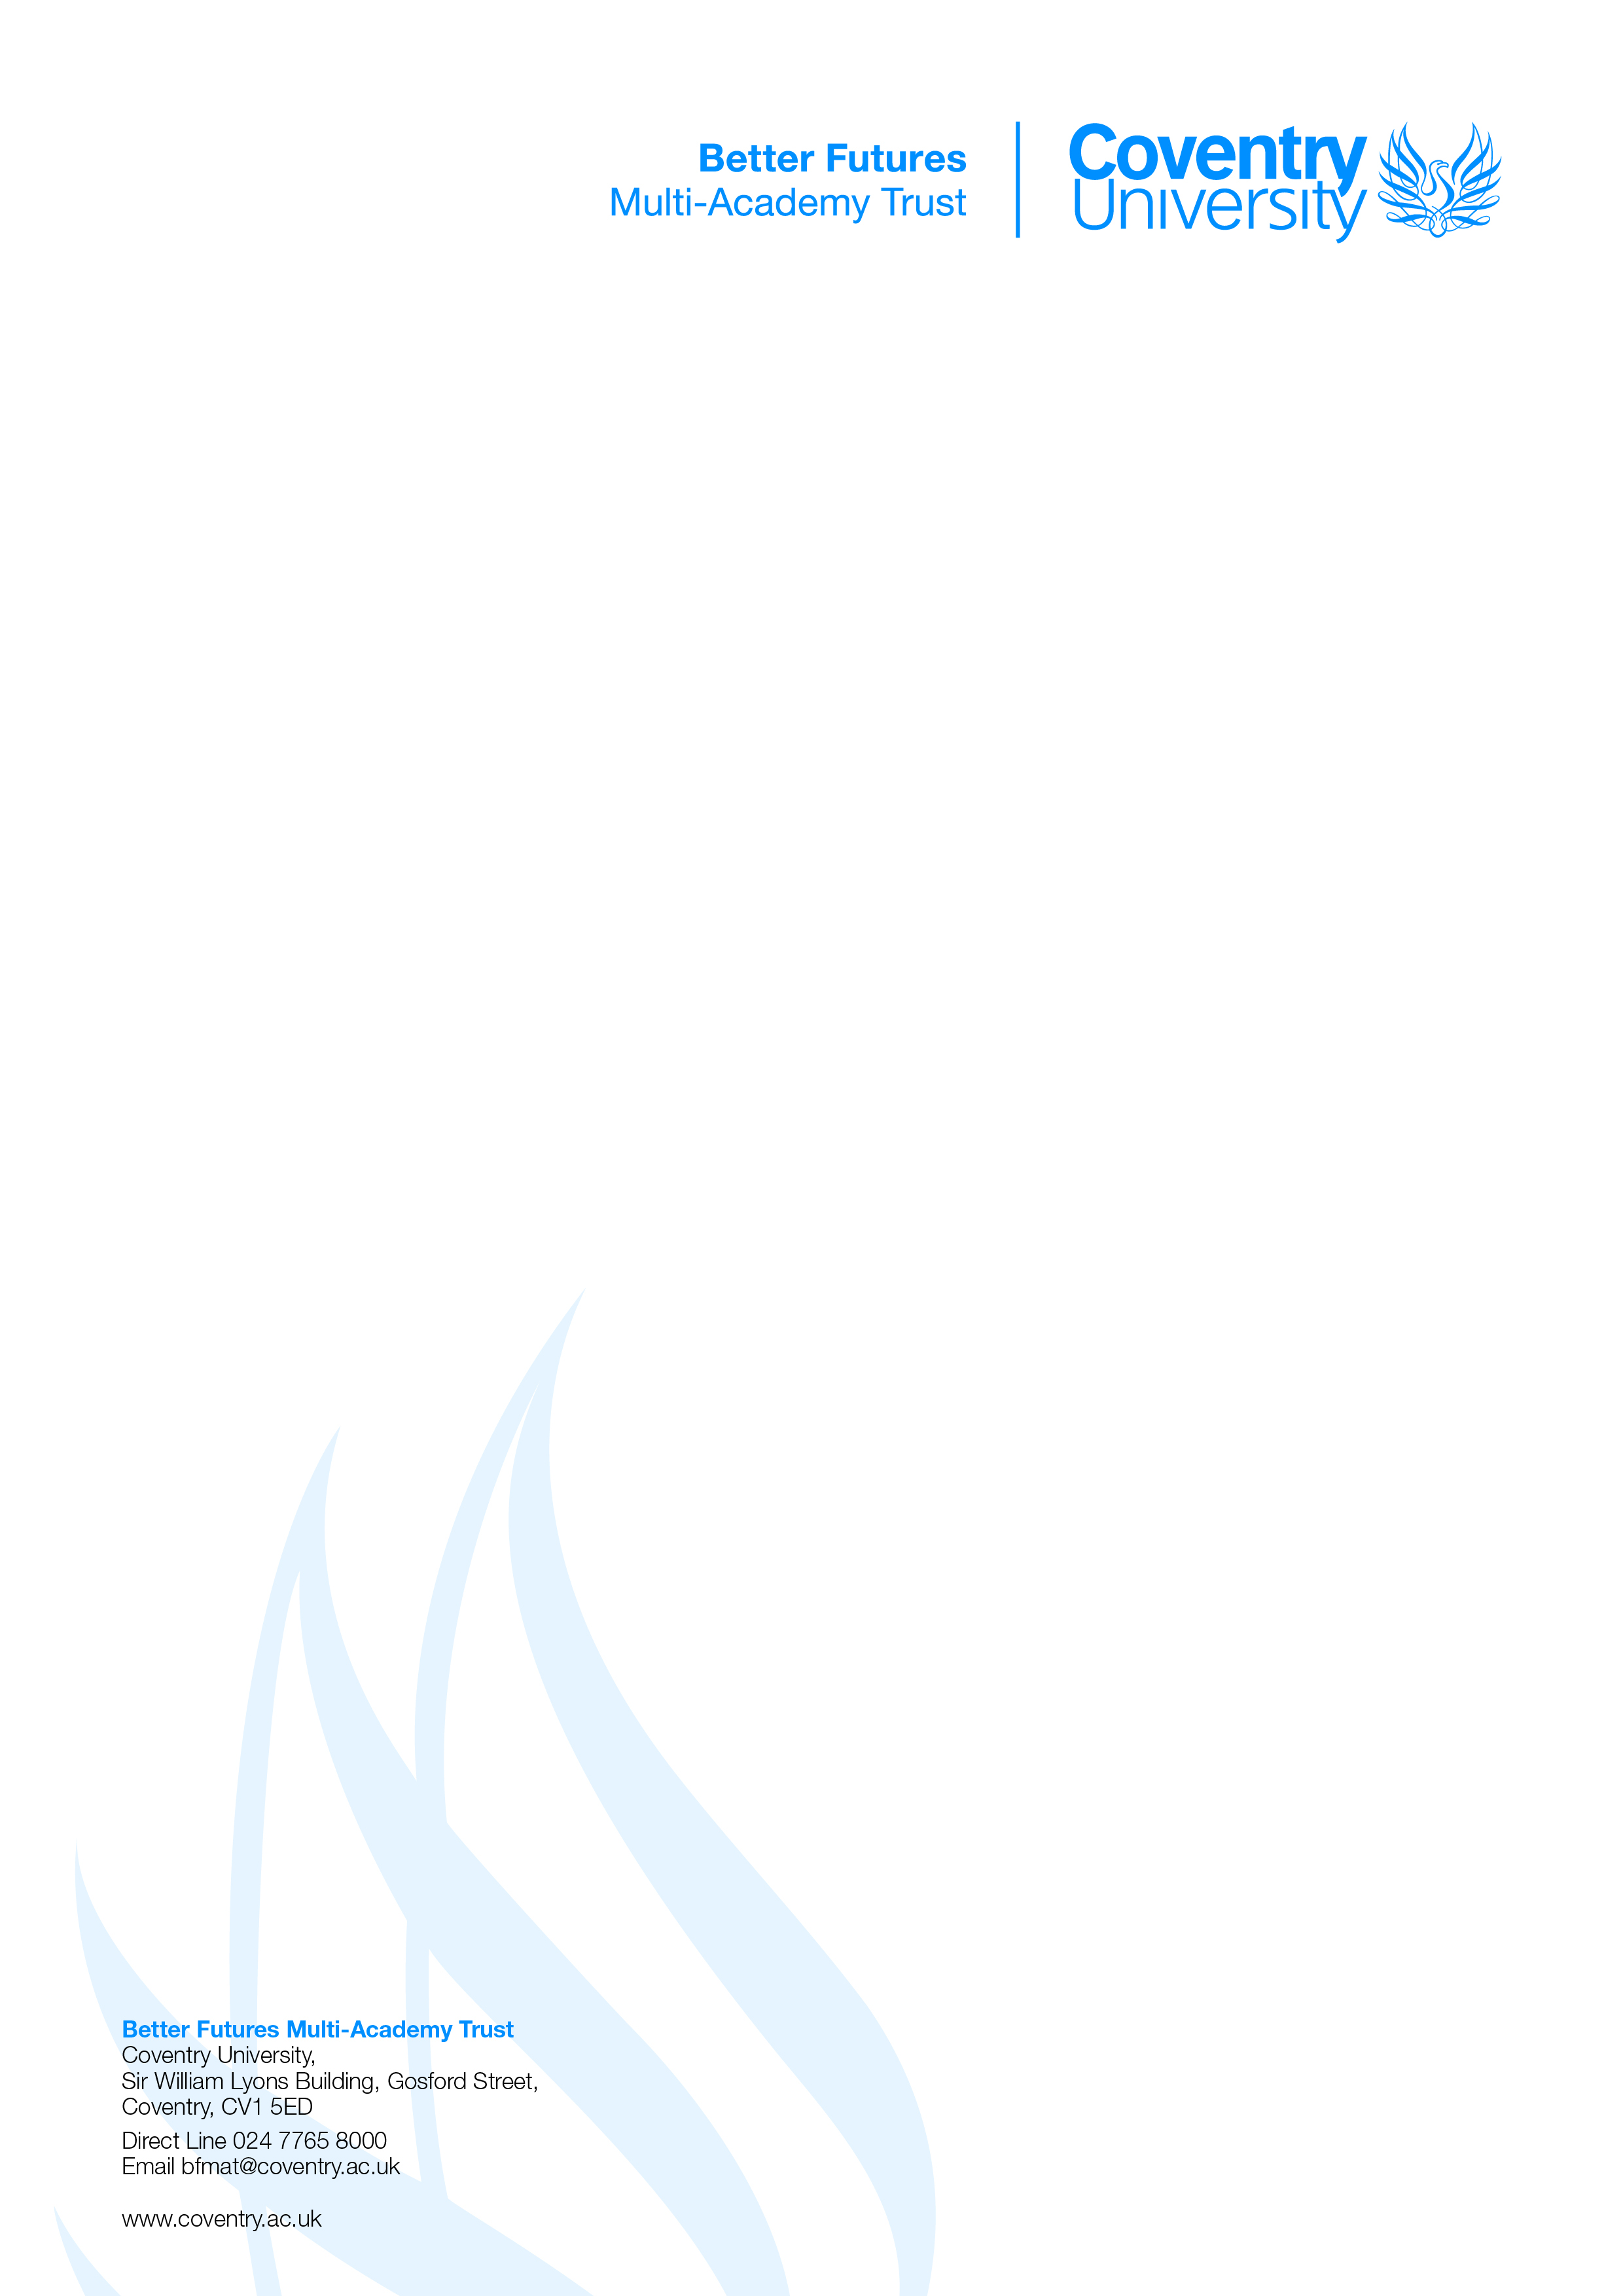 Better Futures
Multi-Academy Trust
Coventry
University
Better Futures Multi-Academy Trust
Coventry University,
Sir William Lyons Building, Gosford Street,
Coventry, CV1 5ED
Direct Line 024 7765 8000
Email bfmat@coventry.ac.uk
www.coventry.ac.uk